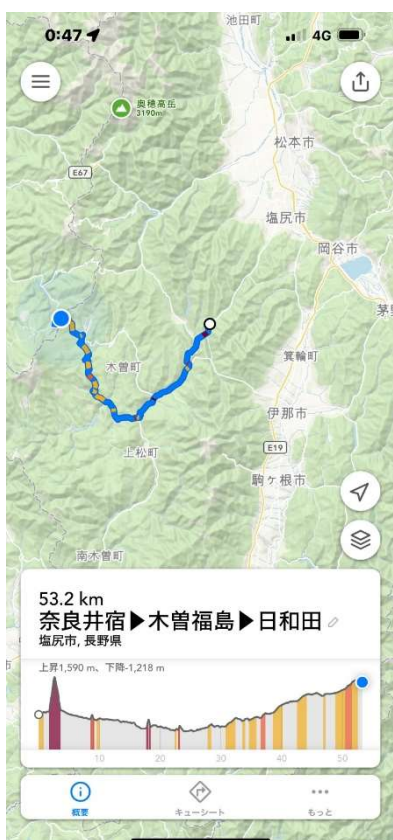 0:47
4G
池田町
奥穂高岳
3190m
松本市
E67
塩尻市
岡谷市
茅野
木曽町
箕輪町
伊那市
上松町
E19
駒ヶ根市
南木曽町
53.2 km
奈良井宿▶木曽福島▶日和田
塩尻市, 長野県
上昇1,590 m、下降-1,218 m
10 20 30 40 50
概要
キューシート
もっと